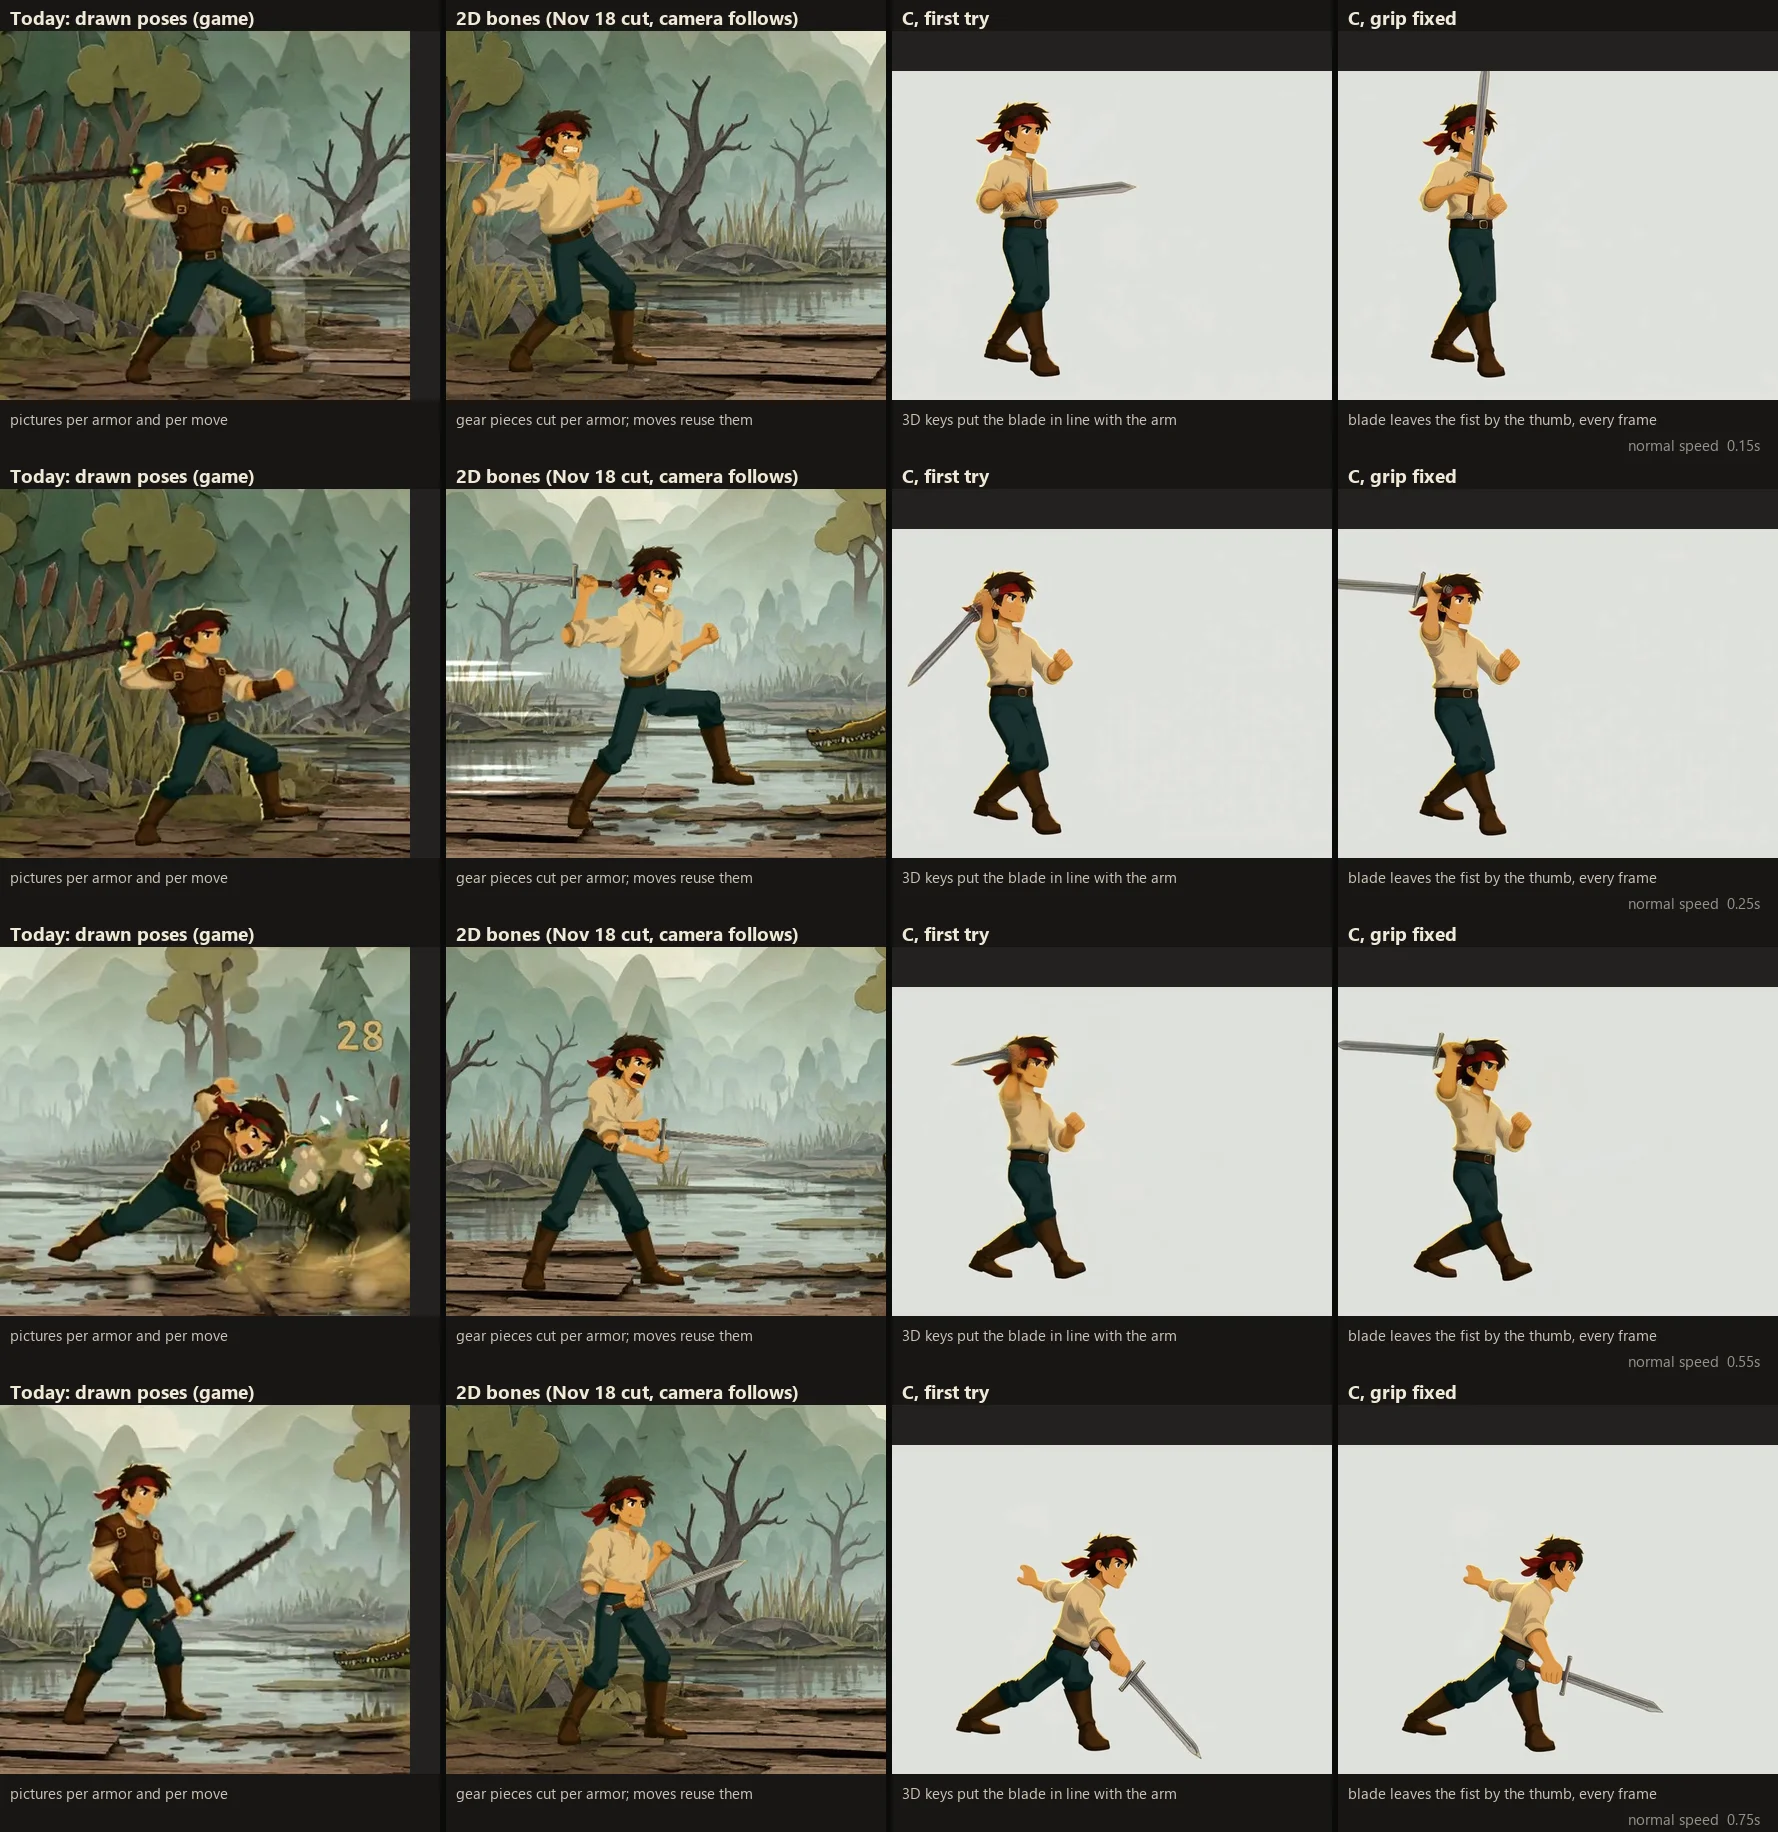 Today: drawn poses (game)
2D bones (Nov 18 cut, camera follows)
C, first try
C, grip fixed
pictures per armor and per move
gear pieces cut per armor; moves reuse them
3D keys put the blade in line with the arm
blade leaves the fist by the thumb, every frame
normal speed 0.15s
Today: drawn poses (game)
2D bones (Nov 18 cut, camera follows)
C, first try
C, grip fixed
pictures per armor and per move
gear pieces cut per armor; moves reuse them
3D keys put the blade in line with the arm
blade leaves the fist by the thumb, every frame
normal speed 0.25s
Today: drawn poses (game)
2D bones (Nov 18 cut, camera follows)
C, first try
C, grip fixed
28
pictures per armor and per move
gear pieces cut per armor; moves reuse them
3D keys put the blade in line with the arm
blade leaves the fist by the thumb, every frame
normal speed 0.55s
Today: drawn poses (game)
2D bones (Nov 18 cut, camera follows)
C, first try
C, grip fixed
pictures per armor and per move
gear pieces cut per armor; moves reuse them
3D keys put the blade in line with the arm
blade leaves the fist by the thumb, every frame
normal speed 0.75s